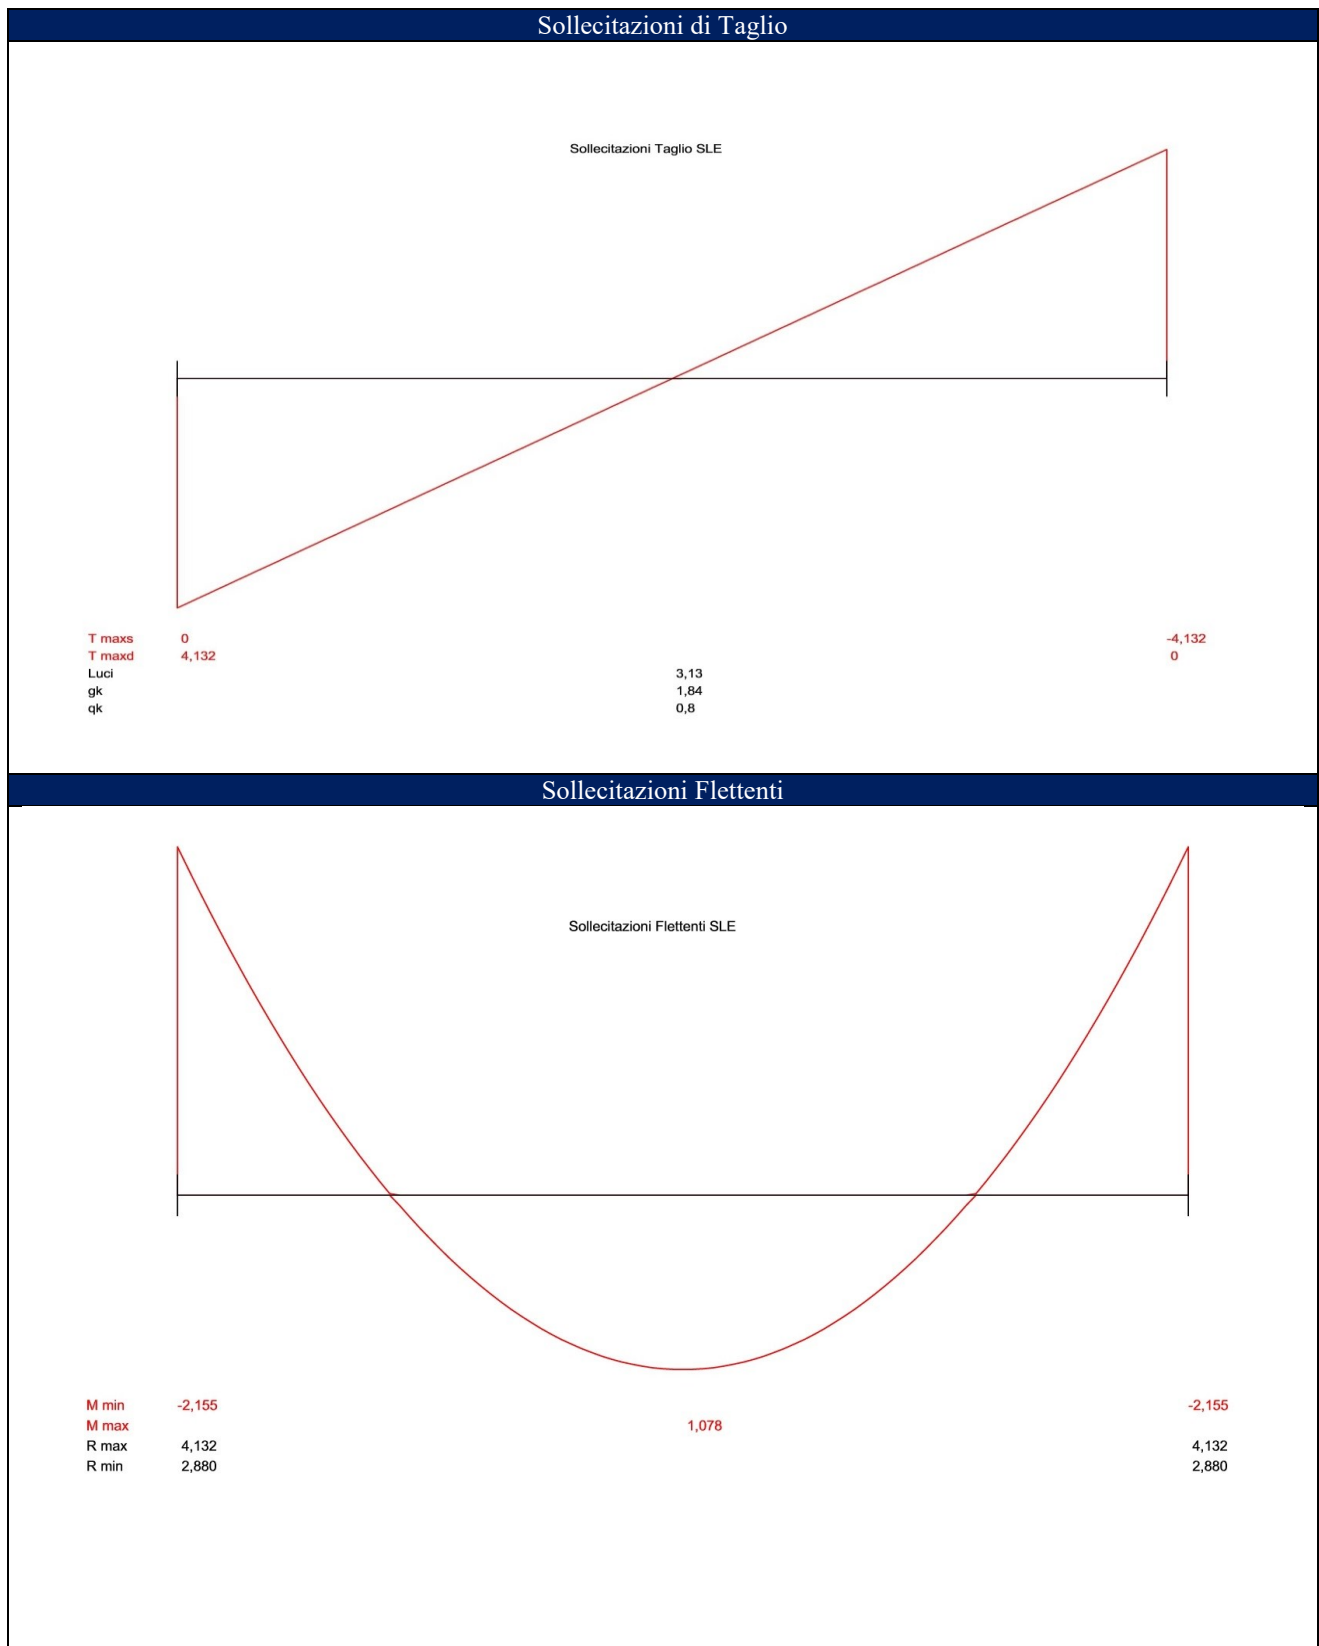 Sollecitazioni di Taglio
Sollecitazioni Taglio SLE
T maxs 0 -4,132
T maxd 4,132 0
Luci 3,13
gk 1,84
qk 0,8
Sollecitazioni Flettenti
Sollecitazioni Flettenti SLE
M min -2,155 -2,155
M max 1,078
R max 4,132 4,132
R min 2,880 2,880